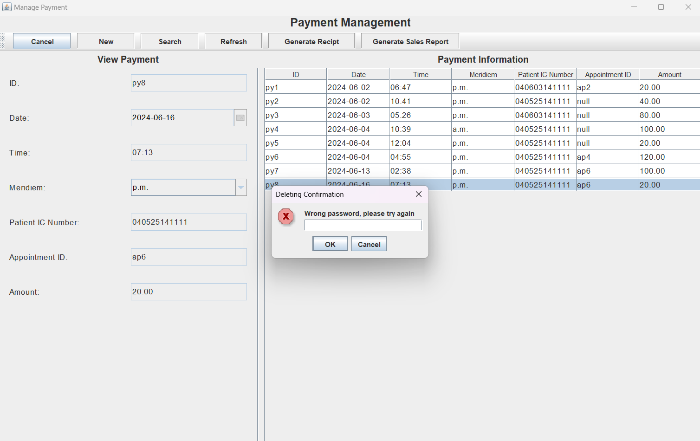 Manage Payment
Payment Management
Cancel New Search Refresh Generate Recipt Generate Sales Report
View Payment
ID.
py8
Date:
2024-06-16
Time:
07:13
Meridiem:
p.m.
Patient IC Number:
040525141111
Appointment ID.
ap6
Amount:
20.00
Payment Information
ID Date Time Meridiem Patient IC Number Appointment ID Amount
py1 2024-06-02 06.47 p.m. 040603141111 ap2 20.00
py2 2024-06-02 10.41 p.m. 040525141111 null 40.00
py3 2024-06-03 05.26 p.m. 040603141111 null 80.00
py4 2024-06-04 10.39 a.m. 040525141111 null 100.00
py5 2024-06-04 12.04 p.m. 040525141111 null 20.00
py6 2024-06-04 04:55 p.m. 040525141111 ap4 120.00
py7 2024-06-13 02:38 p.m. 040525141111 ap6 100.00
py8 2024-06-16 07:13 p.m. 040525141111 ap6 20.00
Deleting Confirmation
Wrong password, please try again
OK Cancel